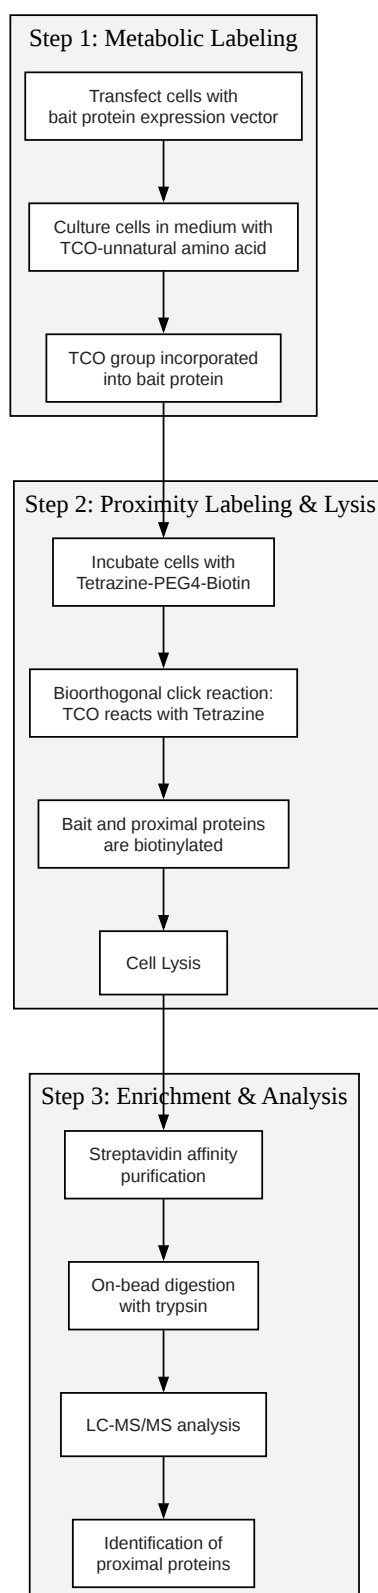 Step 1: Metabolic Labeling
Transfect cells with
bait protein expression vector
Culture cells in medium with
TCO-unnatural amino acid
TCO group incorporated
into bait protein
Step 2: Proximity Labeling & Lysis
Incubate cells with
Tetrazine-PEG4-Biotin
Bioorthogonal click reaction:
TCO reacts with Tetrazine
Bait and proximal proteins
are biotinylated
Cell Lysis
Step 3: Enrichment & Analysis
Streptavidin affinity
purification
On-bead digestion
with trypsin
LC-MS/MS analysis
Identification of
proximal proteins